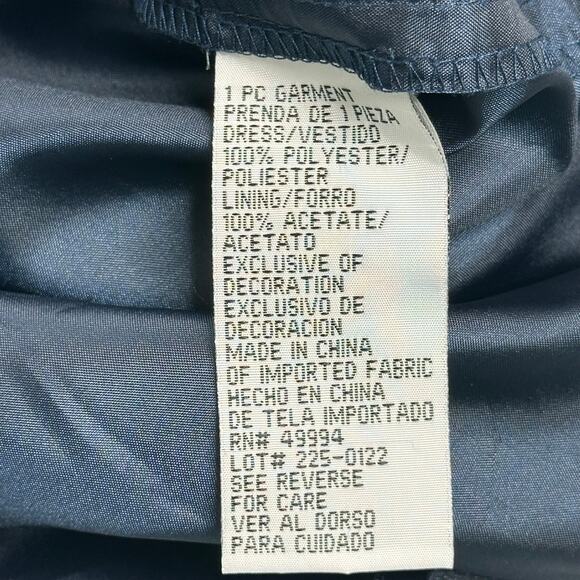 1 PC GARMENT
PRENDA DE 1 PIEZA
DRESS/VESTIDO
100% POLYESTER/
POLIESTER
LINING/FORRO
100% ACETATE/
ACETATO
EXCLUSIVE OF
DECORATION
EXCLUSIVO DE
DECORACION
MADE IN CHINA
OF IMPORTED FABRIC
HECHO EN CHINA
DE TELA IMPORTADO
RN# 49994
LOT# 225-0122
SEE REVERSE
FOR CARE
VER AL DORSO
PARA CUIDADO